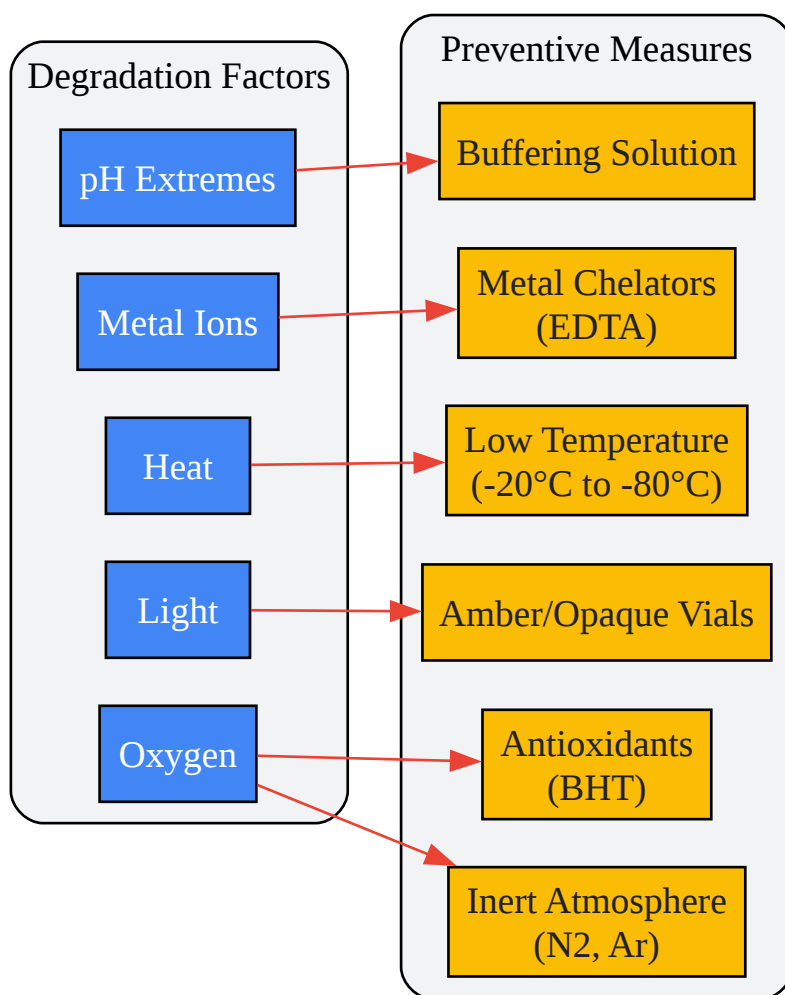 Degradation Factors
pH Extremes
Metal Ions
Heat
Light
Oxygen
Preventive Measures
Buffering Solution
Metal Chelators
(EDTA)
Low Temperature
(-20°C to -80°C)
Amber/Opaque Vials
Antioxidants
(BHT)
Inert Atmosphere
(N2, Ar)